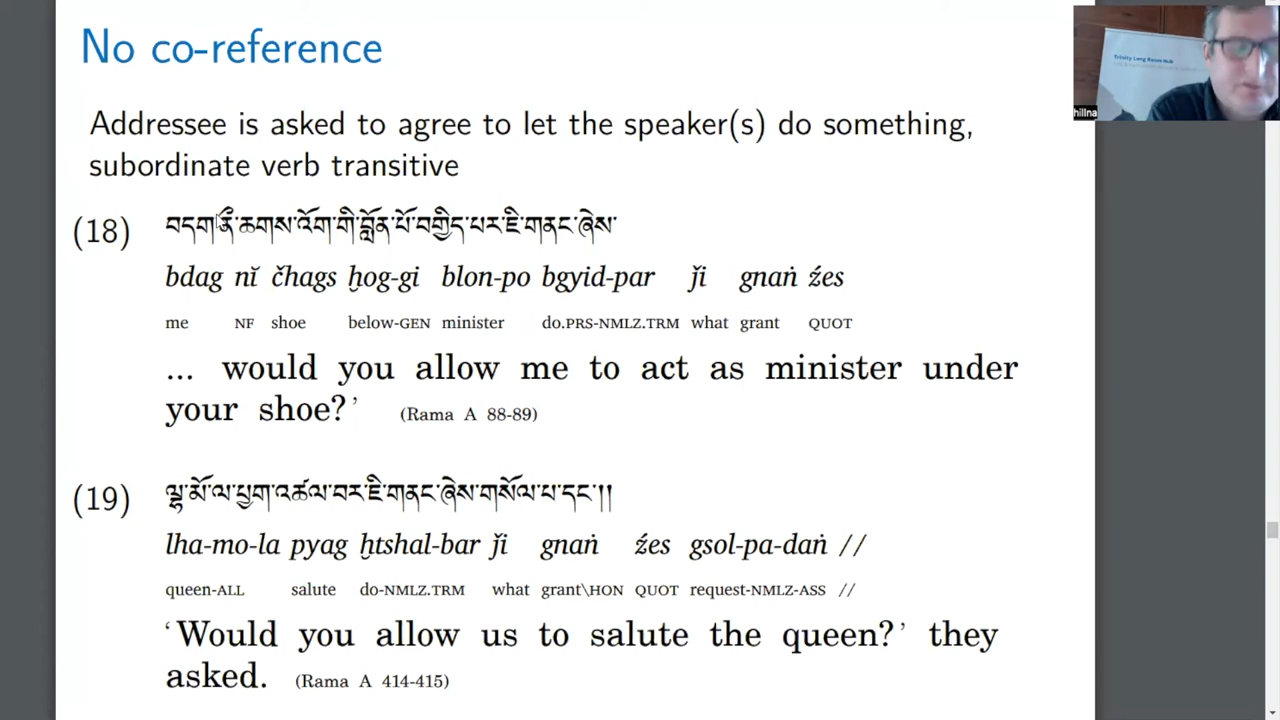 No co-reference
Trinity Long Room Hub
hillna
Addressee is asked to agree to let the speaker(s) do something,
subordinate verb transitive
(18) བདག་ནྀ་ཆགས་འོག་གི་བློན་པོ་བགྱིད་པར་ཇི་གནང་ཞེས་
bdag nĭ čhags ḫog-gi blon-po bgyid-par ǰi gnaṅ źes
me NF shoe below-GEN minister do.PRS-NMLZ.TRM what grant QUOT
... would you allow me to act as minister under
your shoe?’ (Rama A 88-89)
(19) ལྷ་མོ་ལ་པྱག་འཚལ་བར་ཇི་གནང་ཞེས་གསོལ་པ་དང་།།
lha-mo-la pyag ḫtshal-bar ǰi gnaṅ źes gsol-pa-daṅ //
queen-ALL salute do-NMLZ.TRM what grant\HON QUOT request-NMLZ-ASS //
‘Would you allow us to salute the queen?’ they
asked. (Rama A 414-415)